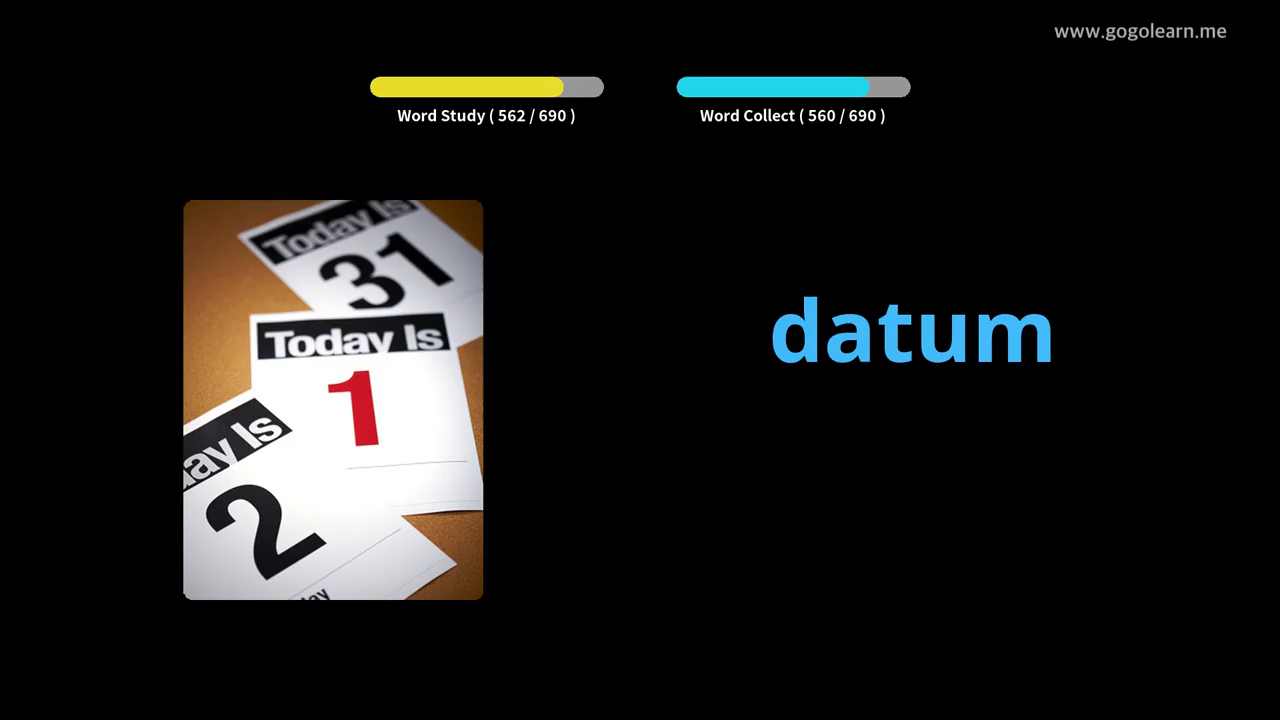 www.gogolearn.me
Word Study ( 562 / 690 )
Word Collect ( 560 / 690 )
Today Is
31
Today Is
1
ay Is
2
day
datum